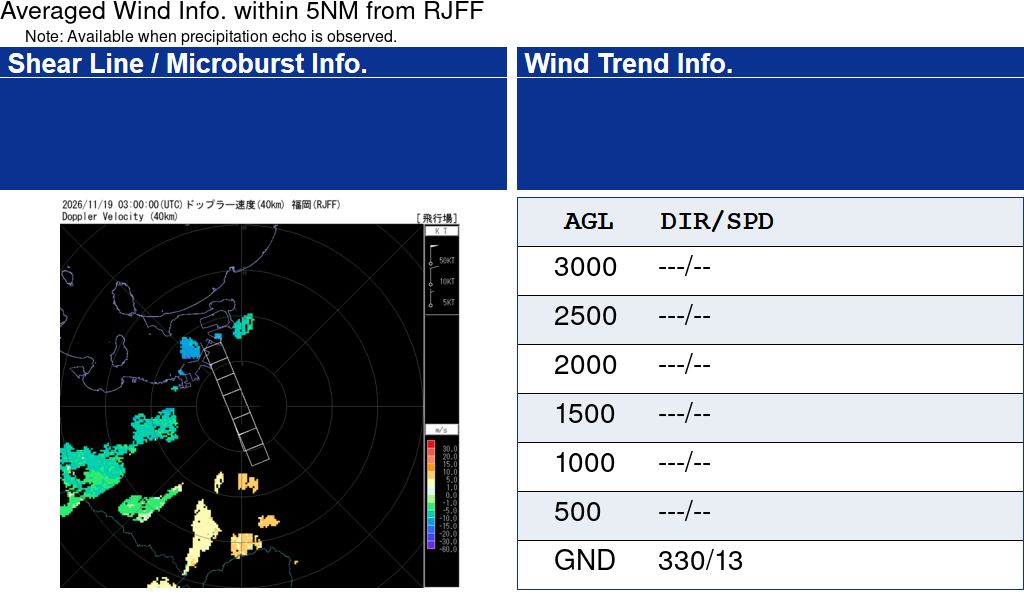 Averaged Wind Info. within 5NM from RJFF
Note: Available when precipitation echo is observed.
Shear Line / Microburst Info.
Wind Trend Info.
2026/11/19 03:00:00(UTC) ドップラー速度(40km) 福岡(RJFF)
Doppler Velocity (40km)
[飛行場]
KT
50KT
10KT
5KT
m/s
30.0
20.0
15.0
10.0
5.0
1.0
0.0
-1.0
-5.0
-10.0
-15.0
-20.0
-30.0
-60.0
AGL DIR/SPD
3000 ---/--
2500 ---/--
2000 ---/--
1500 ---/--
1000 ---/--
500 ---/--
GND 330/13